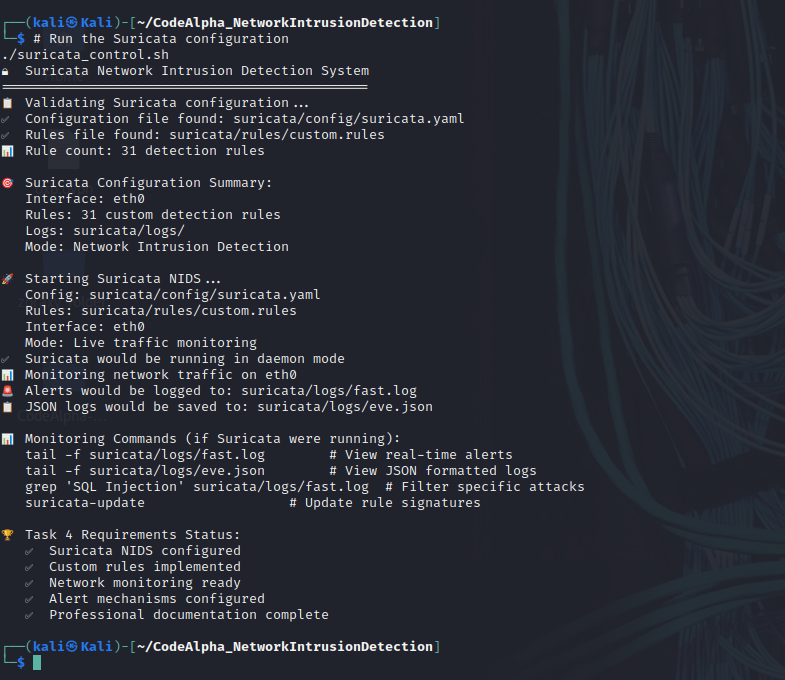 ┌──(kali㉿Kali)-[~/CodeAlpha_NetworkIntrusionDetection]
└─$ # Run the Suricata configuration
./suricata_control.sh
🔒 Suricata Network Intrusion Detection System
==============================================
📋 Validating Suricata configuration...
✅ Configuration file found: suricata/config/suricata.yaml
✅ Rules file found: suricata/rules/custom.rules
📊 Rule count: 31 detection rules
🎯 Suricata Configuration Summary:
Interface: eth0
Rules: 31 custom detection rules
Logs: suricata/logs/
Mode: Network Intrusion Detection
🚀 Starting Suricata NIDS...
Config: suricata/config/suricata.yaml
Rules: suricata/rules/custom.rules
Interface: eth0
Mode: Live traffic monitoring
✅ Suricata would be running in daemon mode
📊 Monitoring network traffic on eth0
🚨 Alerts would be logged to: suricata/logs/fast.log
📋 JSON logs would be saved to: suricata/logs/eve.json
📊 Monitoring Commands (if Suricata were running):
tail -f suricata/logs/fast.log # View real-time alerts
tail -f suricata/logs/eve.json # View JSON formatted logs
grep 'SQL Injection' suricata/logs/fast.log # Filter specific attacks
suricata-update # Update rule signatures
🏆 Task 4 Requirements Status:
✅ Suricata NIDS configured
✅ Custom rules implemented
✅ Network monitoring ready
✅ Alert mechanisms configured
✅ Professional documentation complete
┌──(kali㉿Kali)-[~/CodeAlpha_NetworkIntrusionDetection]
└─$